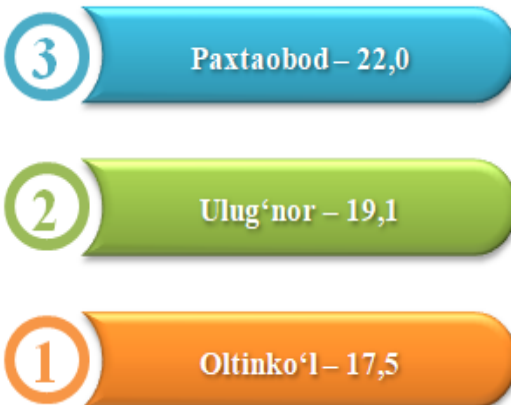 3 Paxtaobod – 22,0
2 Ulug‘nor – 19,1
1 Oltinko‘l – 17,5